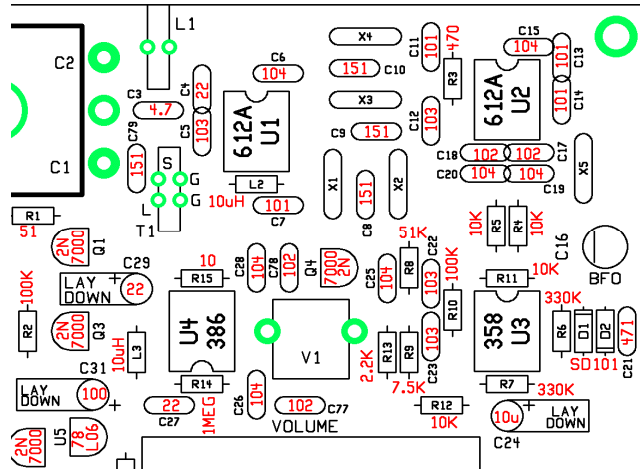 L1
C2
C3
4.7
C4
22
C5
103
C6
104
612A
U1
X4
151
C10
X3
C9
151
C11
101
470
R3
C12
103
C15
104
101
C13
101
C14
612A
U2
C1
C79
151
S
G
G
L
T1
L2
10uH
101
C7
X1
151
C8
X2
C18
102
102
C17
C20
104
104
C19
X5
R1
51
2N
7000
Q1
C29
LAY
DOWN
22
100K
R2
2N
7000
Q3
10uH
L3
10
R15
U4
386
R14
1MEG
C28
104
C78
102
Q4
7000
2N
V1
C25
104
51K
R8
C22
103
100K
R10
R13
2.2K
R9
7.5K
103
C23
10K
R5
R4
10K
C16
BFO
R11
10K
358
U3
330K
R6
D1
D2
SD101
471
C21
R7
330K
C31
LAY
DOWN
100
2N
7000
U5
78
L06
22
C27
C26
104
102
C77
VOLUME
R12
10K
10u
C24
LAY
DOWN